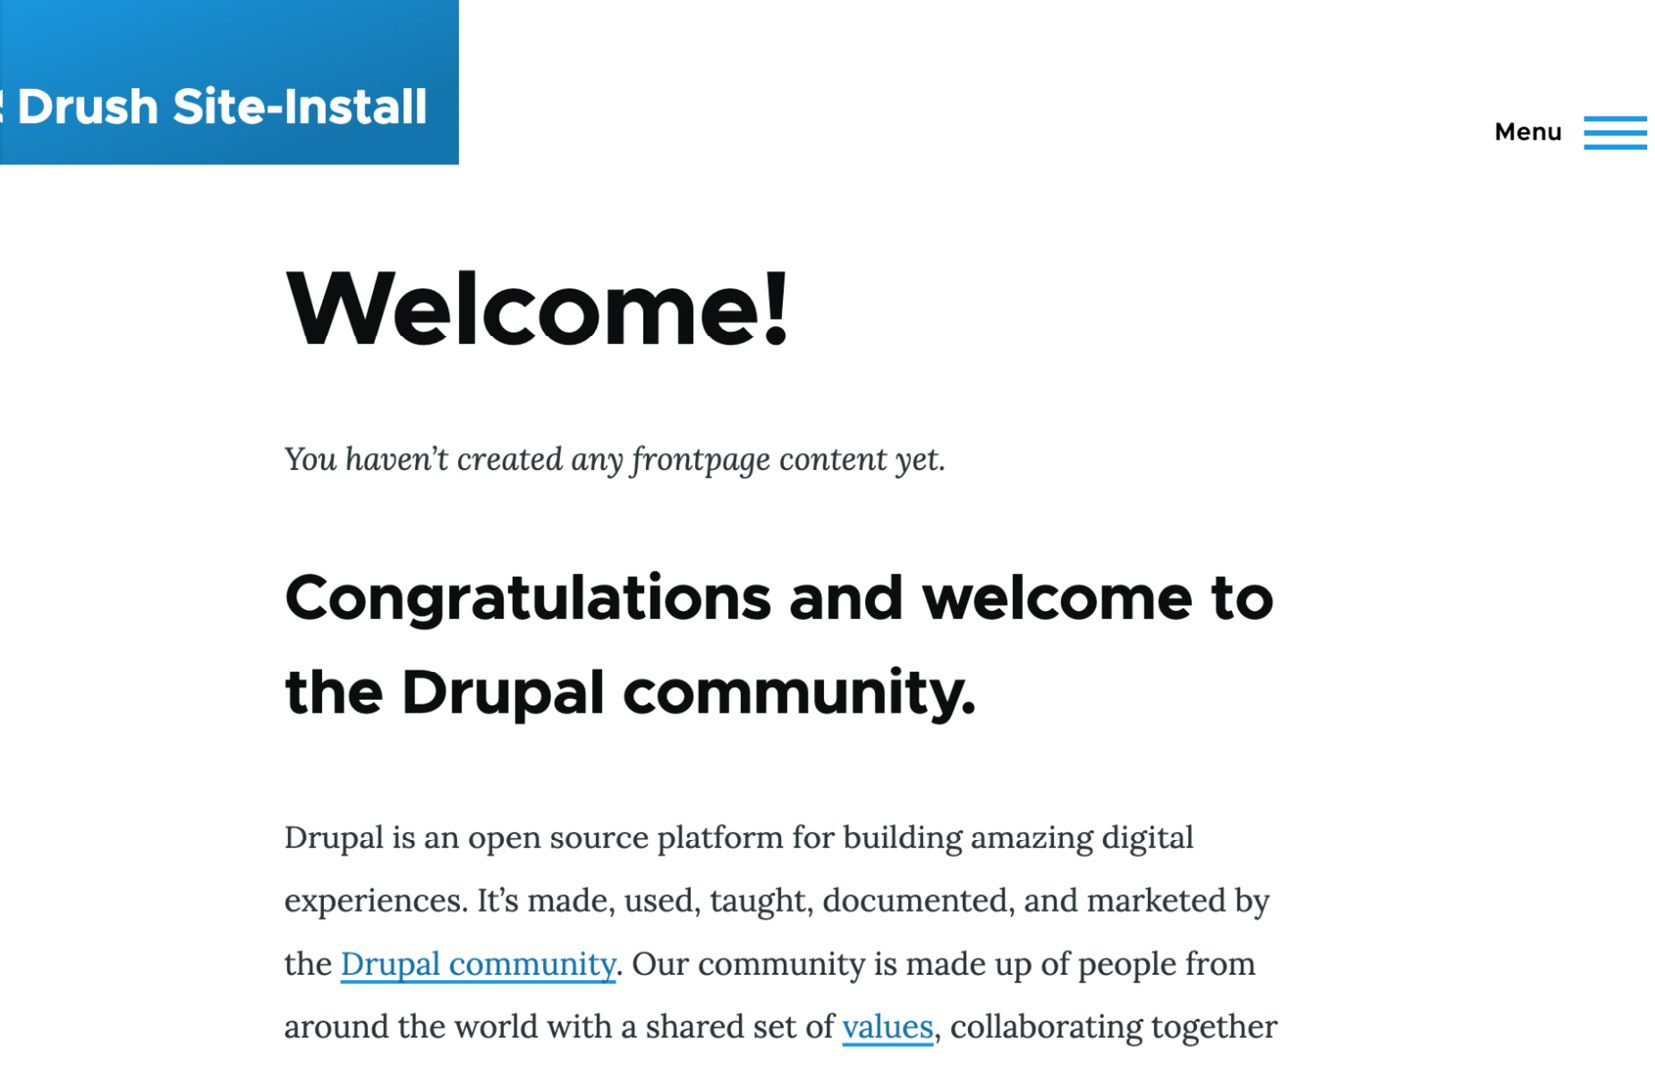 Drush Site-Install
Menu
Welcome!
You haven’t created any frontpage content yet.
Congratulations and welcome to
the Drupal community.
Drupal is an open source platform for building amazing digital
experiences. It’s made, used, taught, documented, and marketed by
the Drupal community. Our community is made up of people from
around the world with a shared set of values, collaborating together